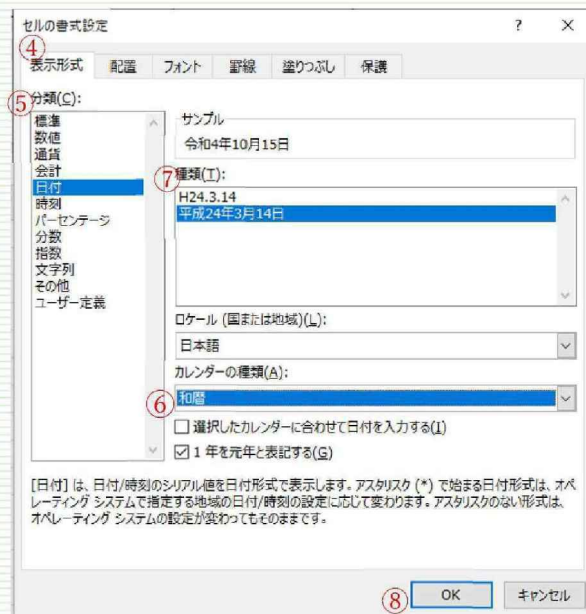 セルの書式設定
? ×
④
表示形式 配置 フォント 罫線 塗りつぶし 保護
⑤分類(C):
標準
数値
通貨
会計
日付
時刻
パーセンテージ
分数
指数
文字列
その他
ユーザー定義
サンプル
令和4年10月15日
⑦種類(T):
H24.3.14
平成24年3月14日
ロケール (国または地域)(L):
日本語
カレンダーの種類(A):
⑥和暦
選択したカレンダーに合わせて日付を入力する(I)
1 年を元年と表記する(G)
[日付] は、日付/時刻のシリアル値を日付形式で表示します。アスタリスク (*) で始まる日付形式は、オペ
レーティング システムで指定する地域の日付/時刻の設定に応じて変わります。アスタリスクのない形式は、
オペレーティング システムの設定が変わってもそのままです。
⑧ OK キャンセル